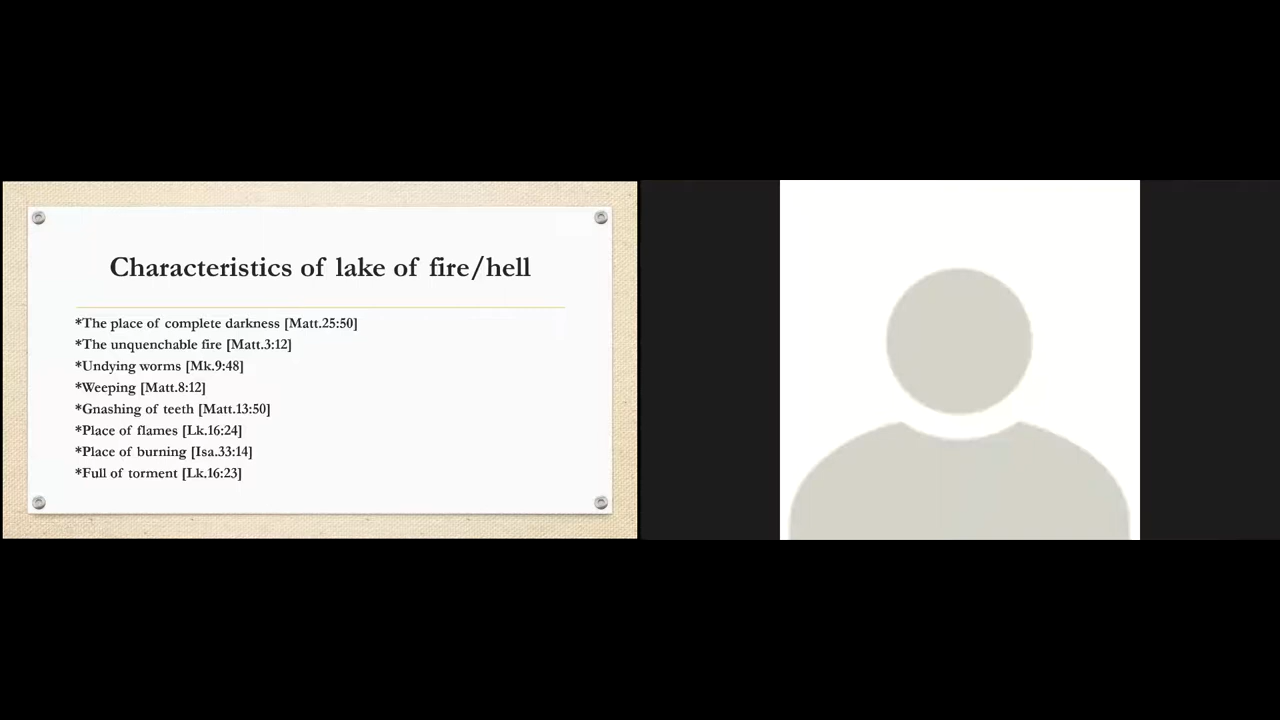 Characteristics of lake of fire/hell
*The place of complete darkness [Matt.25:50]
*The unquenchable fire [Matt.3:12]
*Undying worms [Mk.9:48]
*Weeping [Matt.8:12]
*Gnashing of teeth [Matt.13:50]
*Place of flames [Lk.16:24]
*Place of burning [Isa.33:14]
*Full of torment [Lk.16:23]